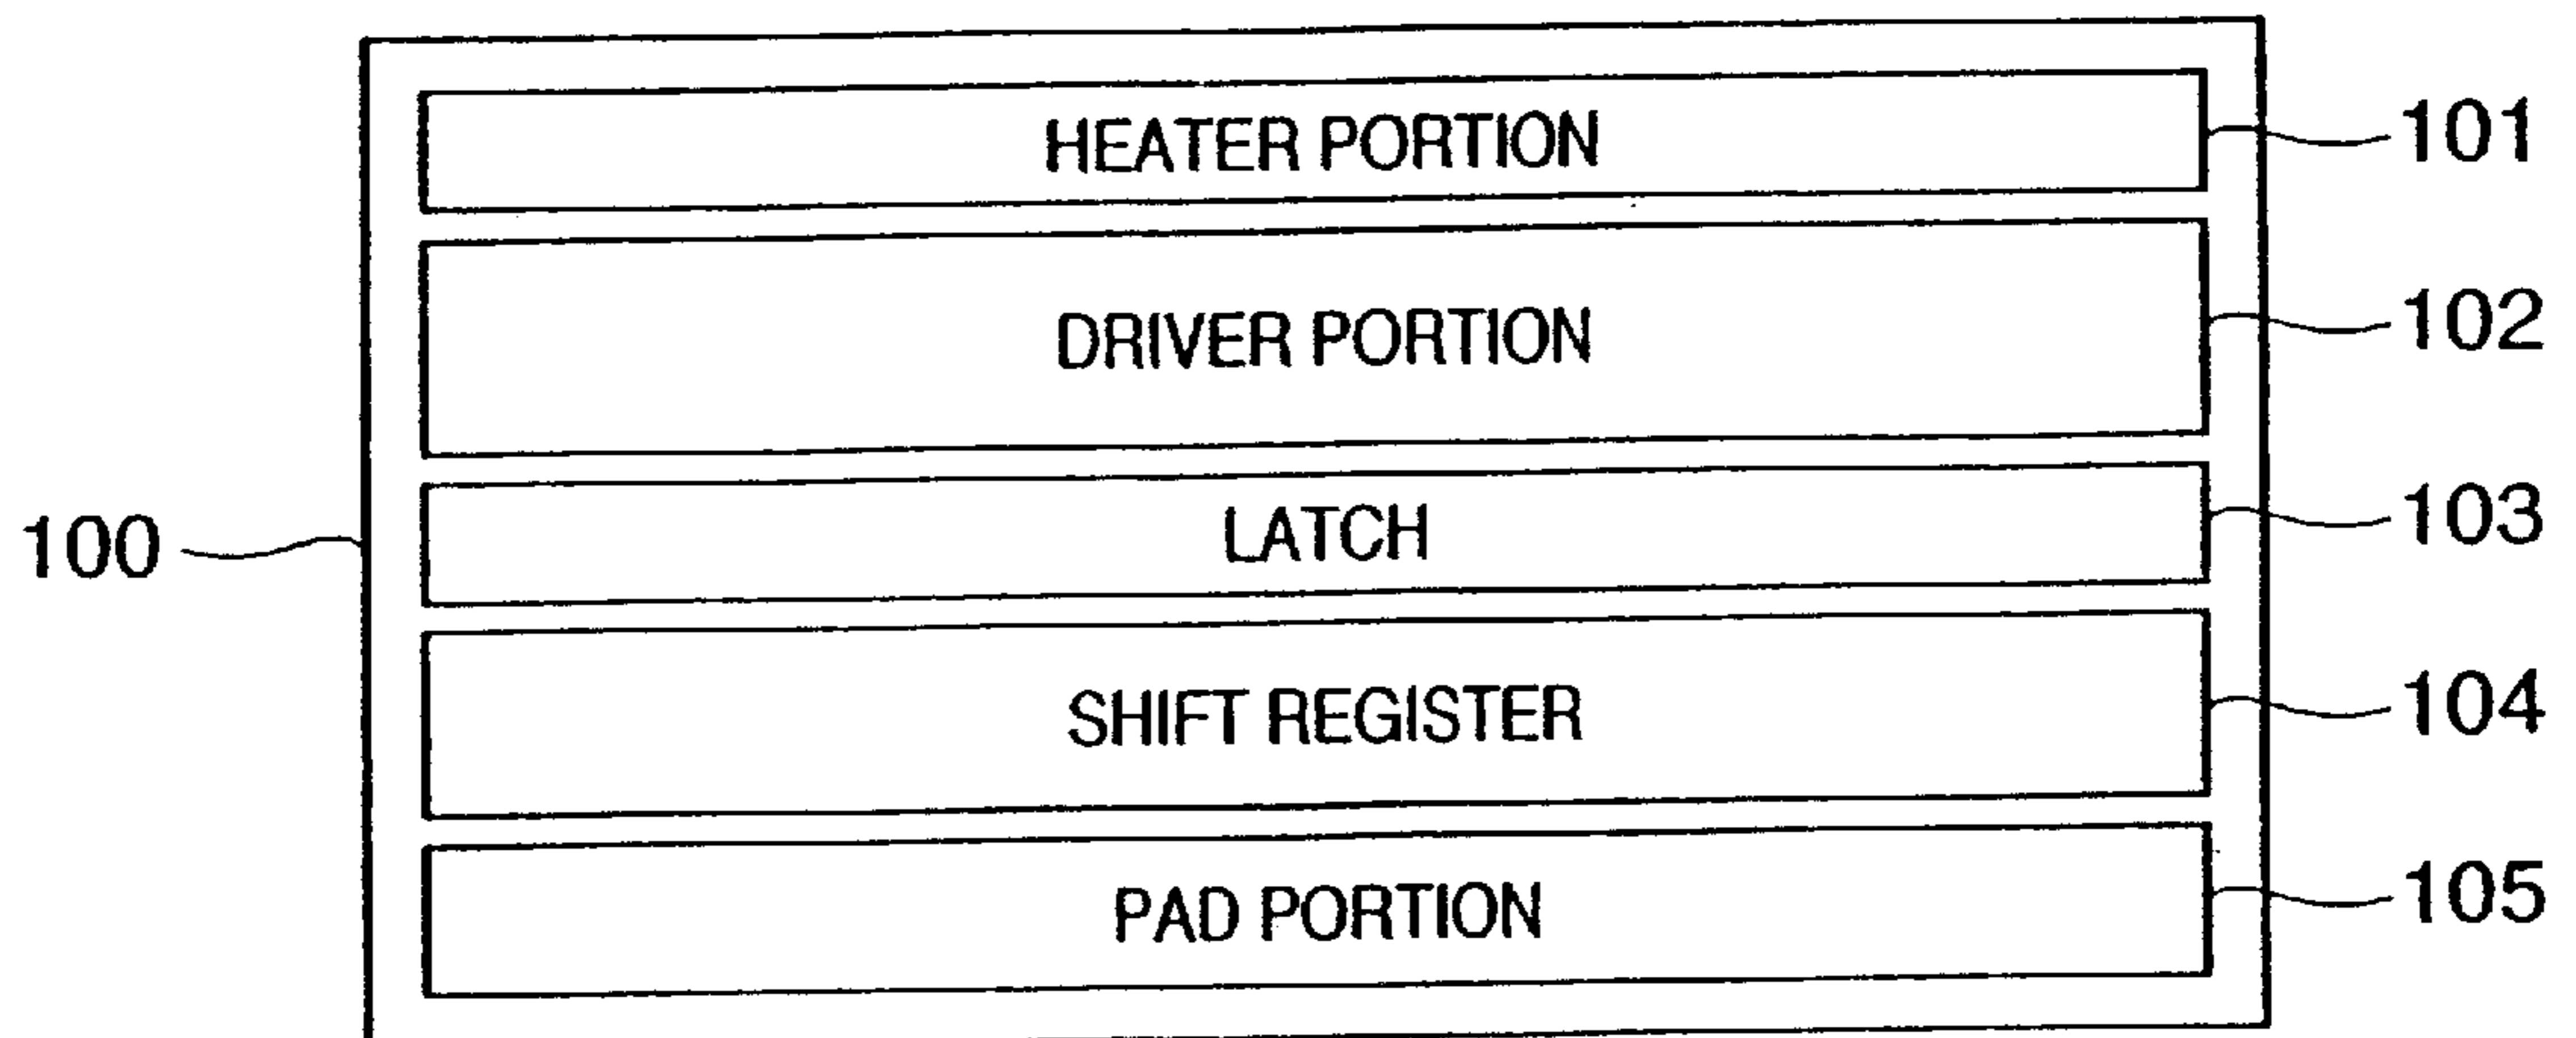 HEATER PORTION 101
DRIVER PORTION 102
LATCH 103
100
SHIFT REGISTER 104
PAD PORTION 105